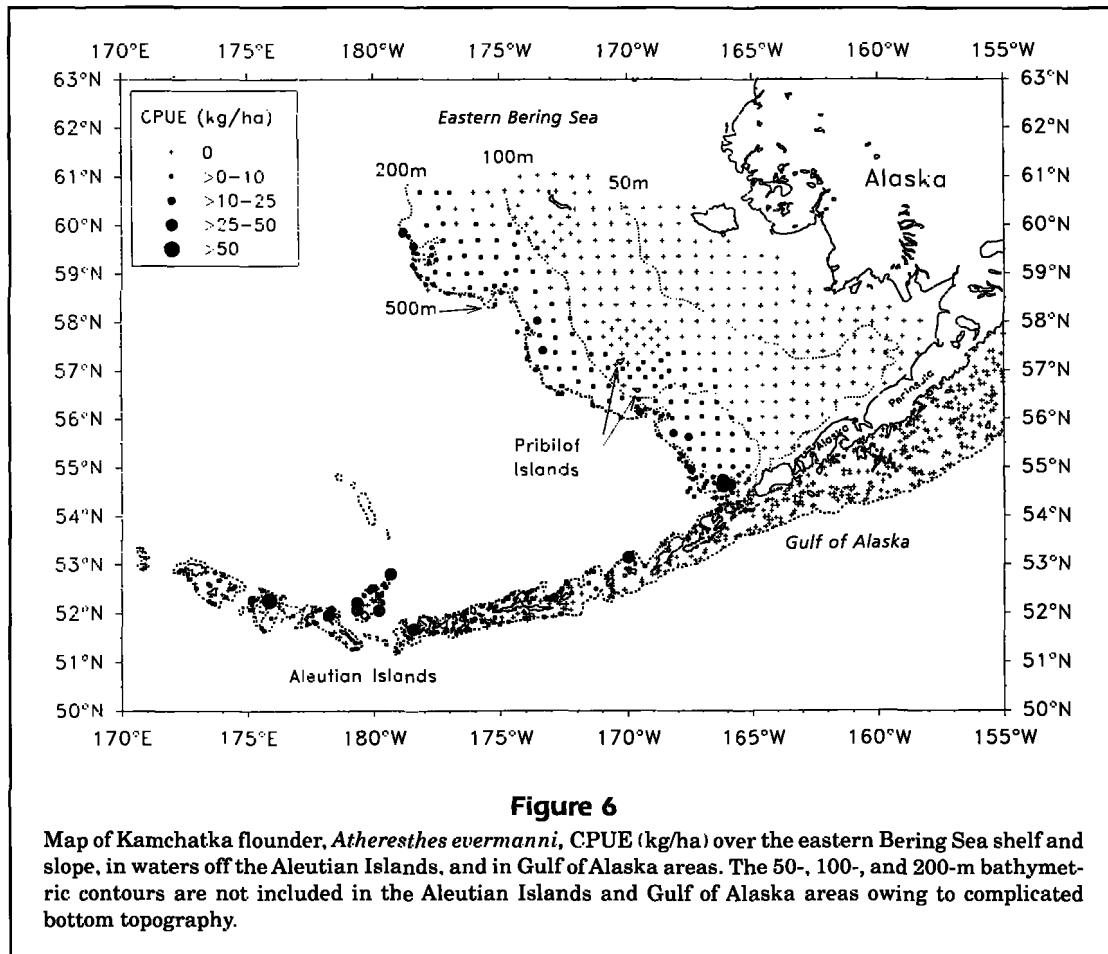 170°E 175°E 180°W 175°W 170°W 165°W 160°W 155°W
63°N 63°N
CPUE (kg/ha)
+ 0
>0–10
>10–25
>25–50
>50
Eastern Bering Sea
62°N 62°N
200m 100m 50m
Alaska
61°N 61°N
60°N 60°N
59°N 59°N
500m
58°N 58°N
57°N 57°N
Alaska Peninsula
56°N 56°N
Pribilof
Islands
55°N 55°N
54°N 54°N
Gulf of Alaska
53°N 53°N
52°N 52°N
51°N 51°N
Aleutian Islands
50°N 50°N
170°E 175°E 180°W 175°W 170°W 165°W 160°W 155°W
Figure 6
Map of Kamchatka flounder, Atheresthes evermanni, CPUE (kg/ha) over the eastern Bering Sea shelf and
slope, in waters off the Aleutian Islands, and in Gulf of Alaska areas. The 50-, 100-, and 200-m bathymet-
ric contours are not included in the Aleutian Islands and Gulf of Alaska areas owing to complicated
bottom topography.